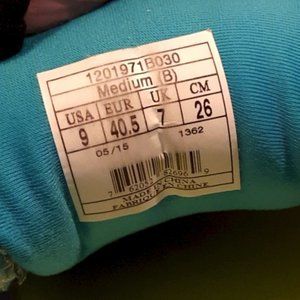 1201971B030
Medium (B)
USA EUR UK CM
9 40.5 7 26
05/15 1362
MADE IN CHINA
FABRIQUE EN CHINE